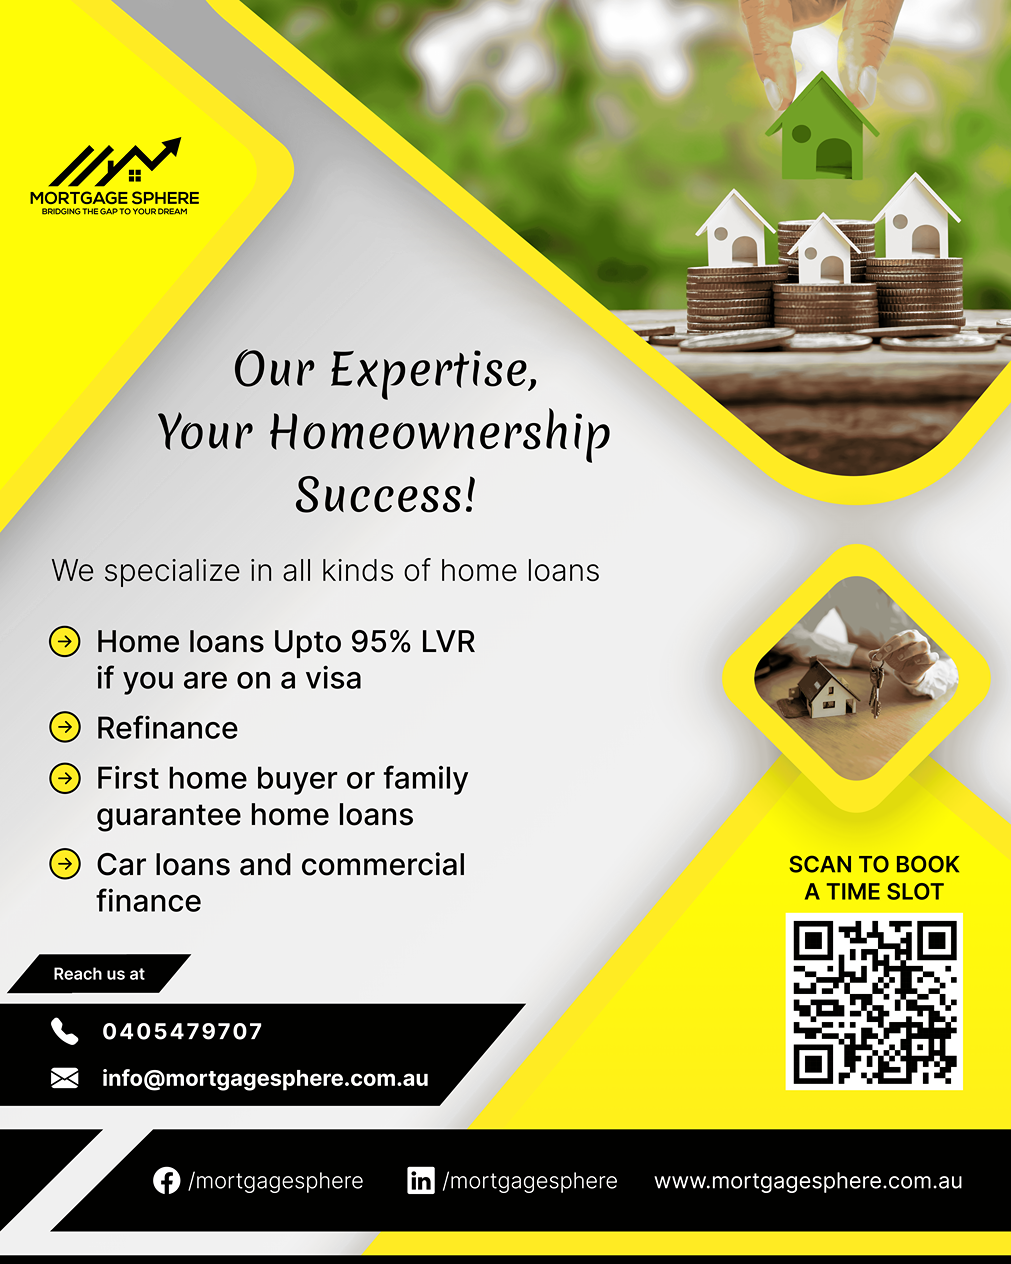 MORTGAGE SPHERE
BRIDGING THE GAP TO YOUR DREAM
Our Expertise,
Your Homeownership
Success!
We specialize in all kinds of home loans
Home loans Upto 95% LVR
if you are on a visa
Refinance
First home buyer or family
guarantee home loans
Car loans and commercial
finance
SCAN TO BOOK
A TIME SLOT
Reach us at
0405479707
info@mortgagesphere.com.au
/mortgagesphere
/mortgagesphere
www.mortgagesphere.com.au